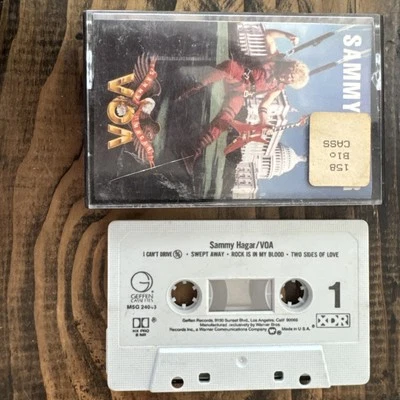 SAMMY
VOA
158
BIO
CASS
Sammy Hagar/VOA
I CAN'T DRIVE 55 • SWEPT AWAY • ROCK IS IN MY BLOOD • TWO SIDES OF LOVE
G
GEFFEN
M5G 24043
1
XDR
Geffen Records, 9130 Sunset Blvd., Los Angeles, Calif. 90069
Manufactured exclusively by Warner Bros.
Records Inc., a Warner Communications Company
Made in U.S.A.